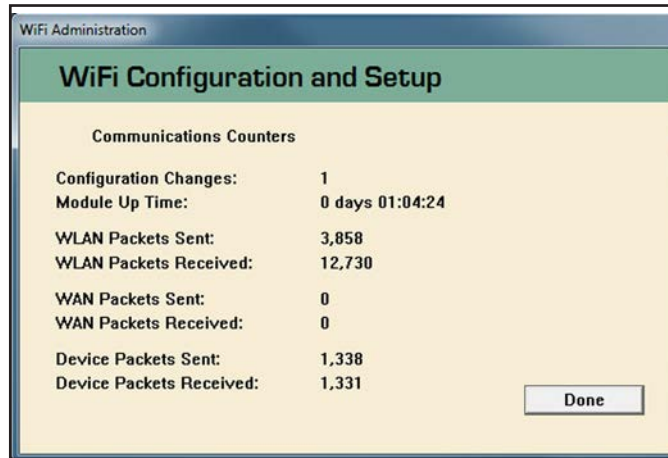 WiFi Administration
WiFi Configuration and Setup
Communications Counters
Configuration Changes: 1
Module Up Time: 0 days 01:04:24
WLAN Packets Sent: 3,858
WLAN Packets Received: 12,730
WAN Packets Sent: 0
WAN Packets Received: 0
Device Packets Sent: 1,338
Device Packets Received: 1,331
Done